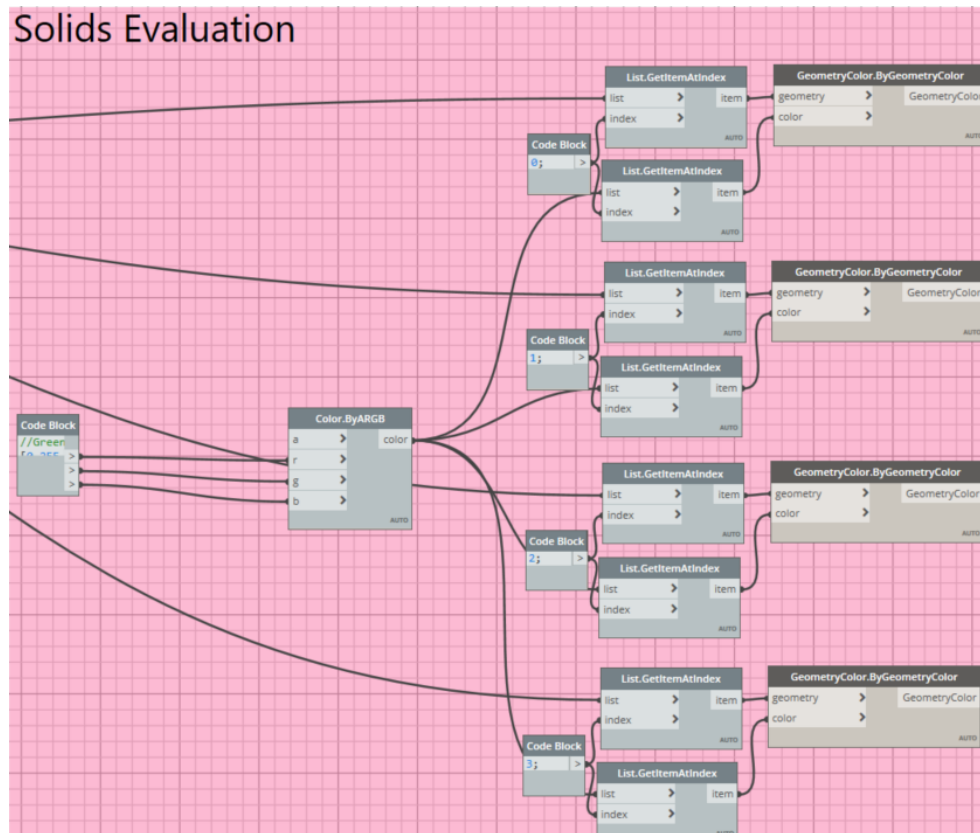 Solids Evaluation
List.GetItemAtIndex
list > item
index >
AUTO
GeometryColor.ByGeometryColor
geometry > GeometryColor
color >
AUTO
Code Block
0; >
List.GetItemAtIndex
list > item
index >
AUTO
List.GetItemAtIndex
list > item
index >
AUTO
GeometryColor.ByGeometryColor
geometry > GeometryColor
color >
AUTO
Code Block
1; >
List.GetItemAtIndex
list > item
index >
AUTO
Code Block
//Green
>
>
>
Color.ByARGB
a > color
r >
g >
b >
AUTO
List.GetItemAtIndex
list > item
index >
AUTO
GeometryColor.ByGeometryColor
geometry > GeometryColor
color >
AUTO
Code Block
2; >
List.GetItemAtIndex
list > item
index >
AUTO
List.GetItemAtIndex
list > item
index >
AUTO
GeometryColor.ByGeometryColor
geometry > GeometryColor
color >
AUTO
Code Block
3; >
List.GetItemAtIndex
list > item
index >